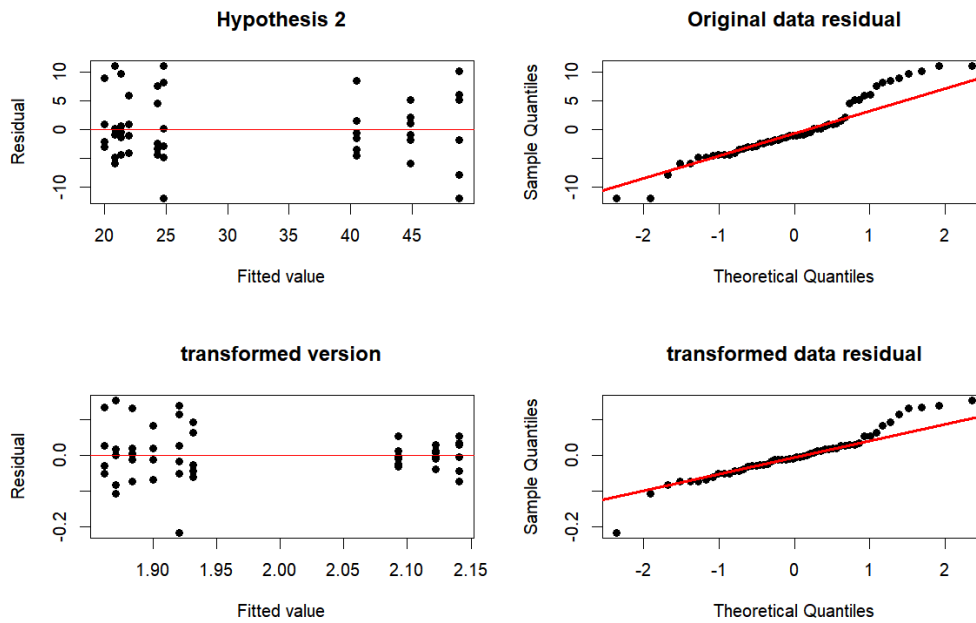 Hypothesis 2
Residual
10
5
0
-10
20 25 30 35 40 45
Fitted value
Original data residual
Sample Quantiles
10
5
0
-10
-2 -1 0 1 2
Theoretical Quantiles
transformed version
Residual
0.0
-0.2
1.90 1.95 2.00 2.05 2.10 2.15
Fitted value
transformed data residual
Sample Quantiles
0.0
-0.2
-2 -1 0 1 2
Theoretical Quantiles